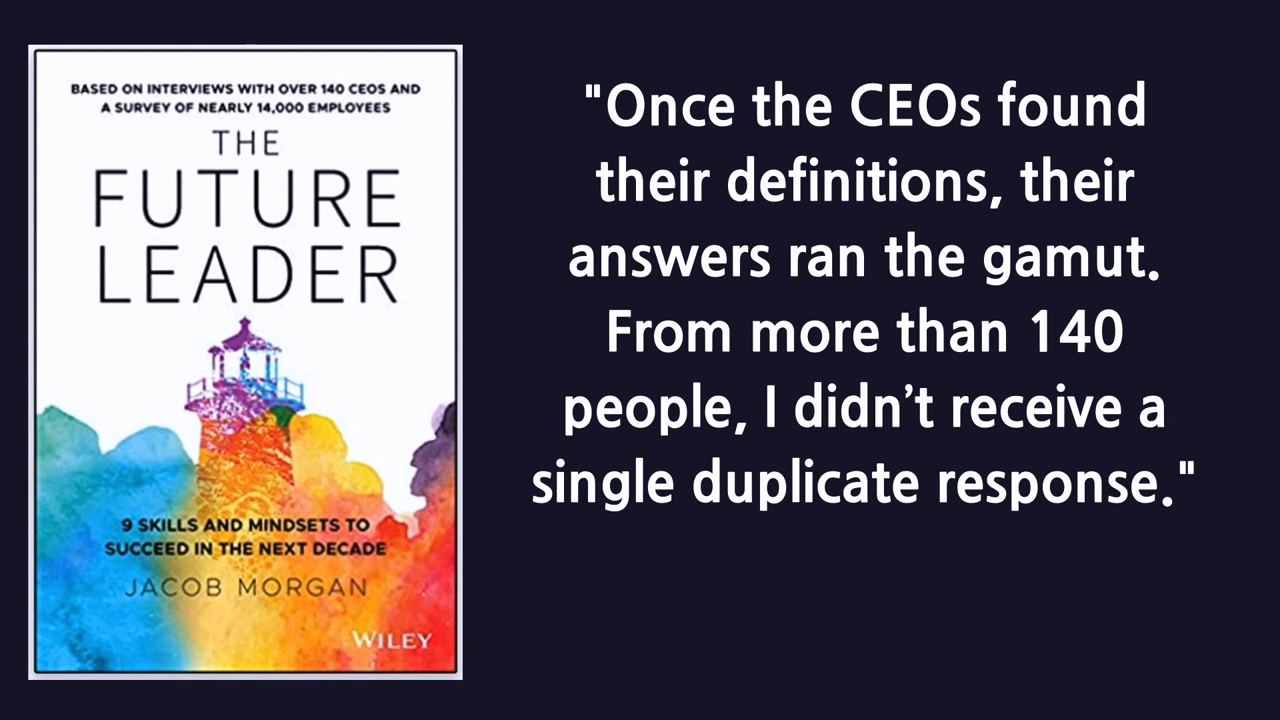 BASED ON INTERVIEWS WITH OVER 140 CEOS AND
A SURVEY OF NEARLY 14,000 EMPLOYEES
THE
FUTURE
LEADER
9 SKILLS AND MINDSETS TO
SUCCEED IN THE NEXT DECADE
JACOB MORGAN
WILEY
"Once the CEOs found
their definitions, their
answers ran the gamut.
From more than 140
people, I didn’t receive a
single duplicate response."